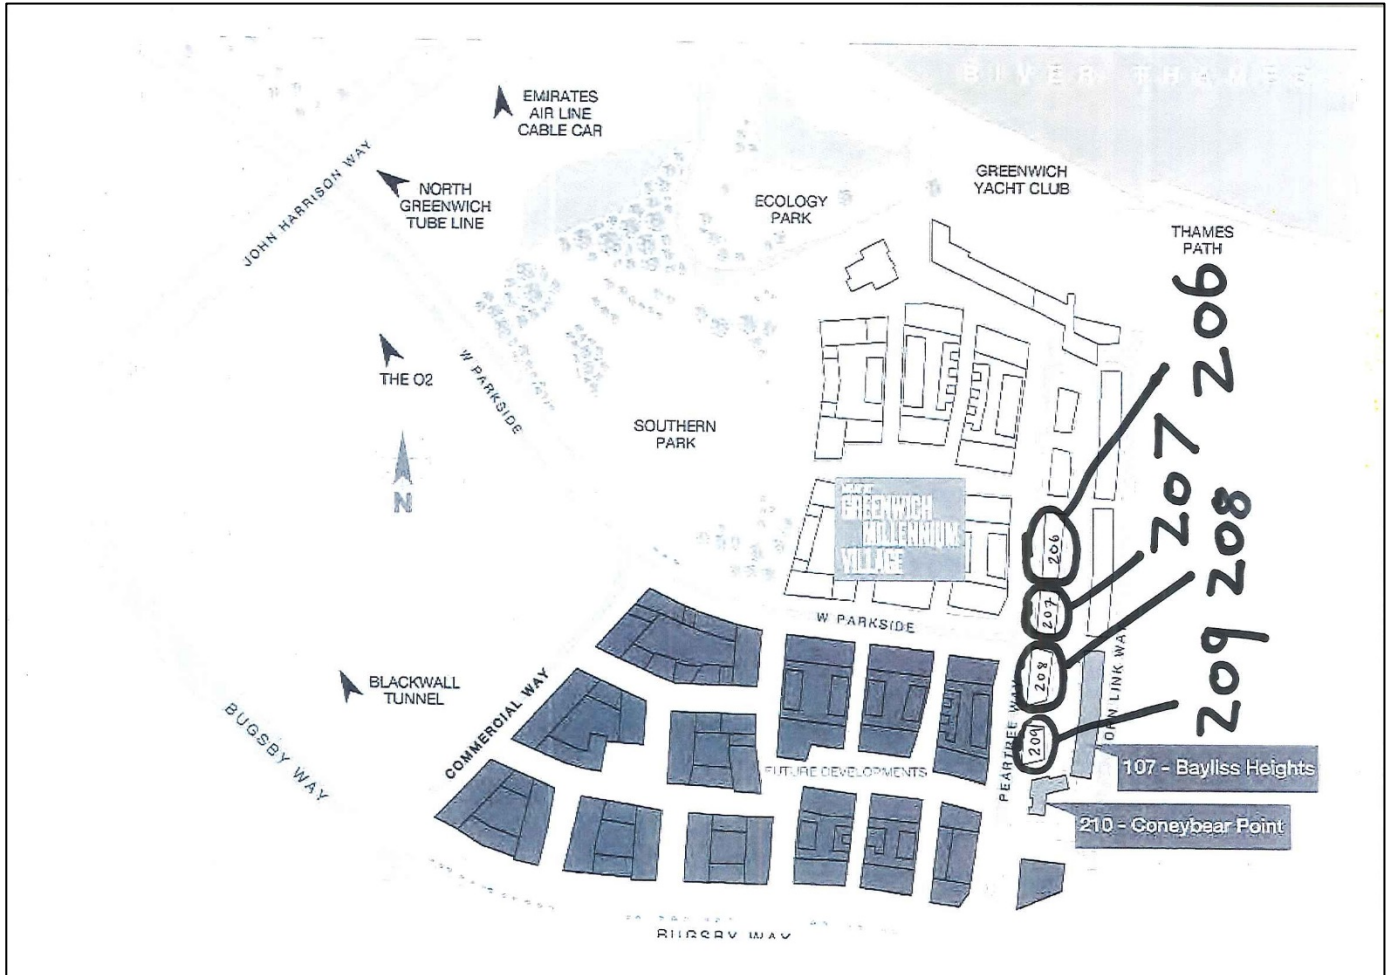 RIVER THAMES
EMIRATES
AIR LINE
CABLE CAR
JOHN HARRISON WAY
NORTH
GREENWICH
TUBE LINE
ECOLOGY
PARK
GREENWICH
YACHT CLUB
THAMES
PATH
206
THE O2
W PARKSIDE
SOUTHERN
PARK
N
207
208
GREENWICH
MILLENNIUM
VILLAGE
206
207
W PARKSIDE
208
209
209
BLACKWALL
TUNNEL
BUGSBY WAY
COMMERCIAL WAY
FUTURE DEVELOPMENTS
PEARTREE WAY
LINK WAY
107 - Bayliss Heights
210 - Coneybear Point
BUGSBY WAY